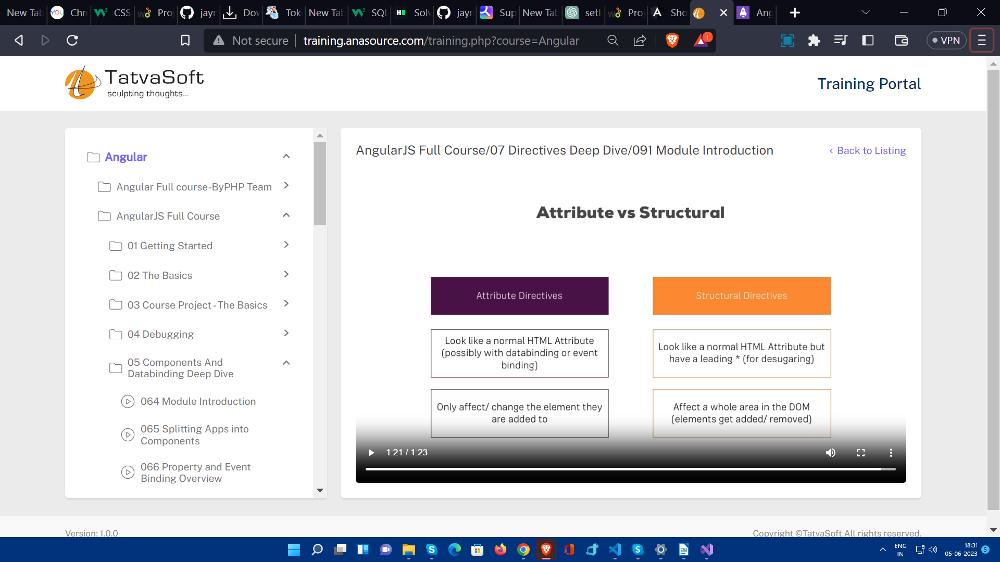 New Tab
Chr
CSS
Proj
jayn
Dov
Tok
New Tab
SQL
Solv
jayn
Sup
New Tab
setI
Proj
Sho
Ang
Not secure
training.anasource.com/training.php?course=Angular
1
VPN
TatvaSoft
sculpting thoughts...
Training Portal
Angular
Angular Full course-ByPHP Team
AngularJS Full Course
01 Getting Started
02 The Basics
03 Course Project - The Basics
04 Debugging
05 Components And
Databinding Deep Dive
064 Module Introduction
065 Splitting Apps into
Components
066 Property and Event
Binding Overview
AngularJS Full Course/07 Directives Deep Dive/091 Module Introduction
Back to Listing
Attribute vs Structural
Attribute Directives
Structural Directives
Look like a normal HTML Attribute
(possibly with databinding or event
binding)
Look like a normal HTML Attribute but
have a leading * (for desugaring)
Only affect/ change the element they
are added to
Affect a whole area in the DOM
(elements get added/ removed)
1:21 / 1:23
Version: 1.0.0
Copyright ©TatvaSoft All rights reserved.
ENG
IN
18:31
05-06-2023
5